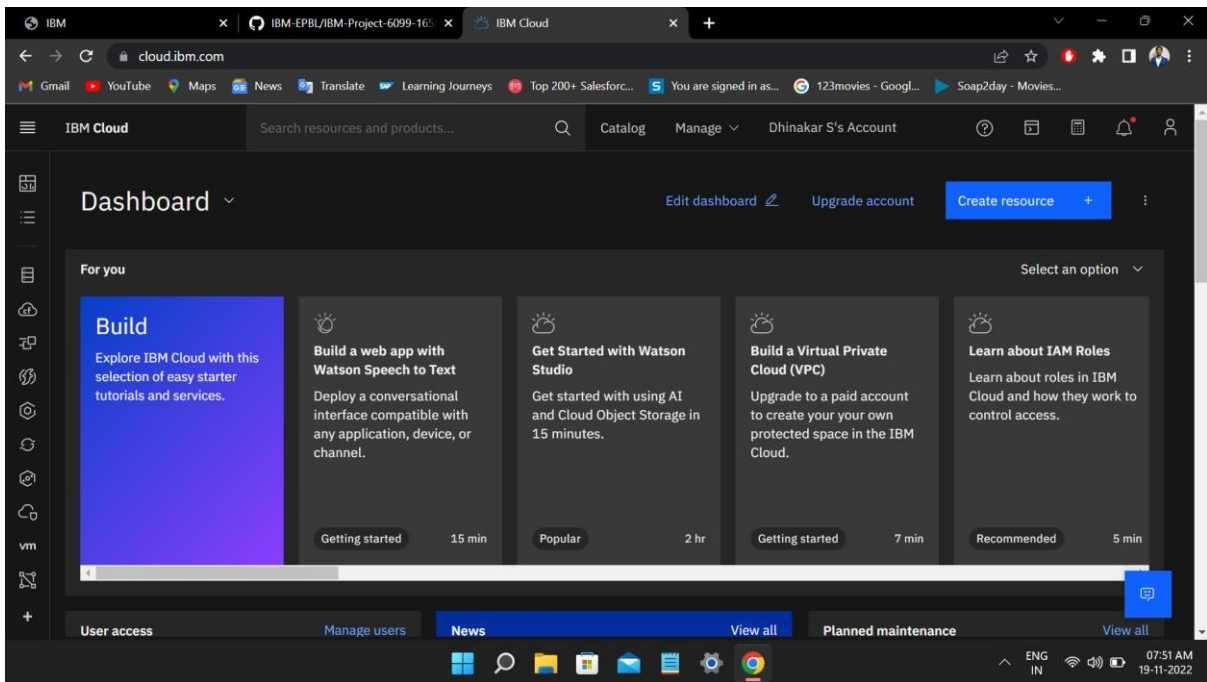 IBM
IBM-EPBL/IBM-Project-6099-165
IBM Cloud
cloud.ibm.com
Gmail YouTube Maps News Translate Learning Journeys Top 200+ Salesforc... You are signed in as... 123movies - Googl... Soap2day - Movies...
IBM Cloud
Search resources and products...
Catalog
Manage
Dhinakar S's Account
Dashboard
Edit dashboard
Upgrade account
Create resource +
For you
Select an option
Build
Explore IBM Cloud with this
selection of easy starter
tutorials and services.
Build a web app with
Watson Speech to Text
Deploy a conversational
interface compatible with
any application, device, or
channel.
Getting started 15 min
Get Started with Watson
Studio
Get started with using AI
and Cloud Object Storage in
15 minutes.
Popular 2 hr
Build a Virtual Private
Cloud (VPC)
Upgrade to a paid account
to create your your own
protected space in the IBM
Cloud.
Getting started 7 min
Learn about IAM Roles
Learn about roles in IBM
Cloud and how they work to
control access.
Recommended 5 min
vm
User access Manage users
News View all
Planned maintenance View all
ENG
IN
07:51 AM
19-11-2022